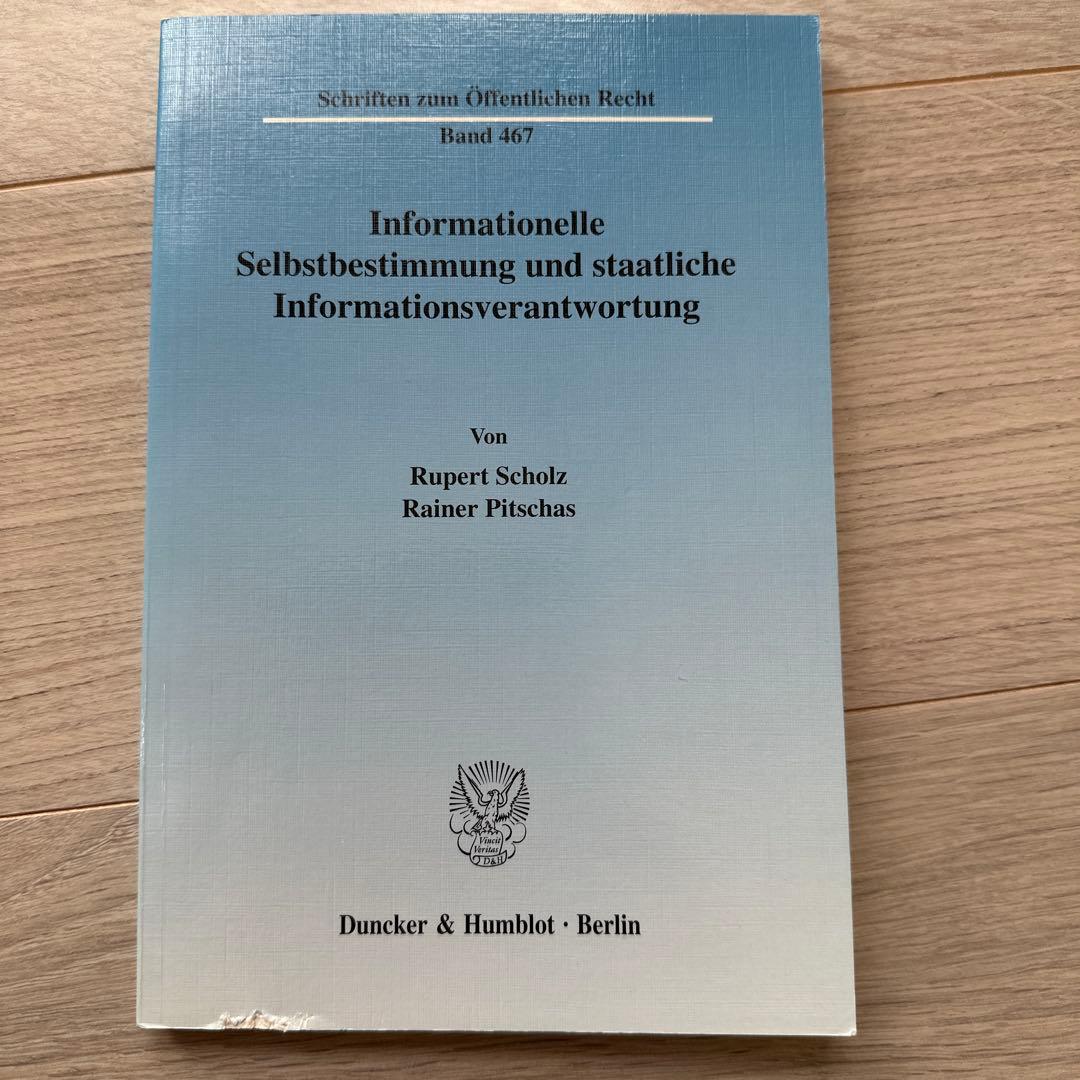 Schriften zum Öffentlichen Recht
Band 467
Informationelle
Selbstbestimmung und staatliche
Informationsverantwortung
Von
Rupert Scholz
Rainer Pitschas
Vincit
Veritas
D&H
Duncker & Humblot · Berlin